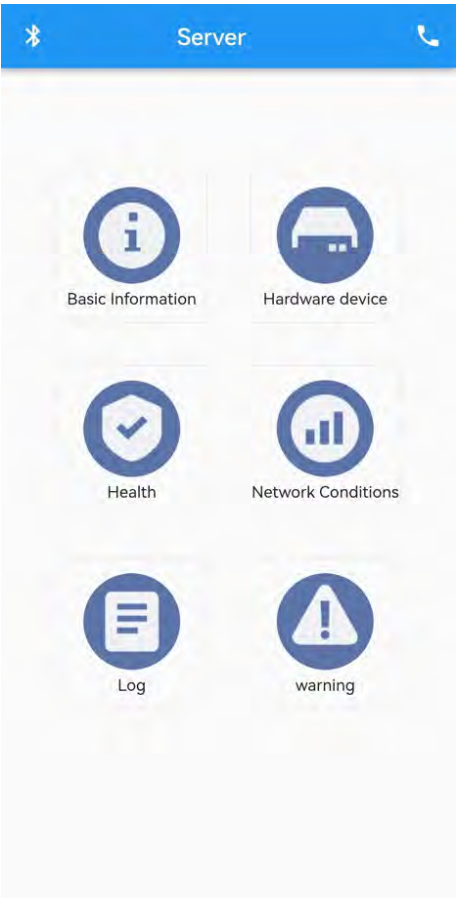 Server
Basic Information
Hardware device
Health
Network Conditions
Log
warning